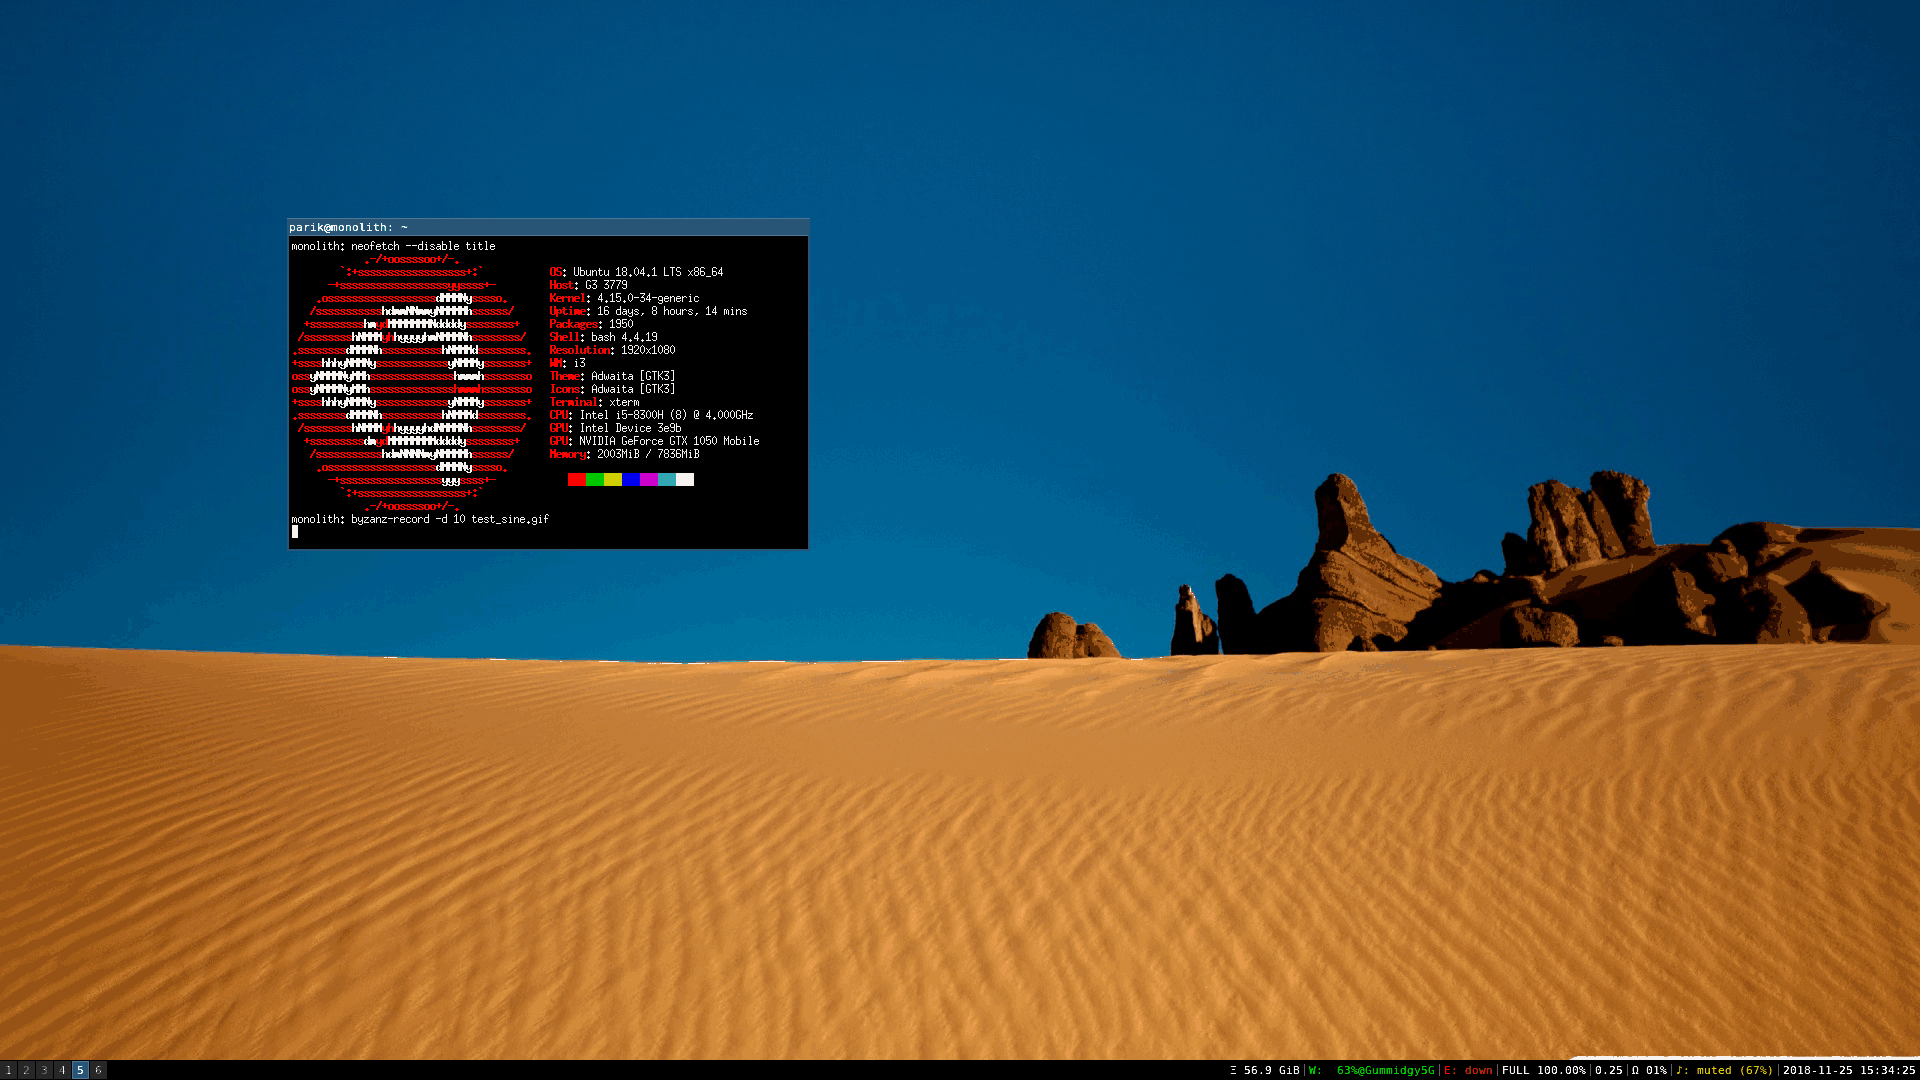 parik@monolith: ~
monolith: neofetch --disable title
OS: Ubuntu 18.04.1 LTS x86_64
Host: G3 3779
Kernel: 4.15.0-34-generic
Uptime: 16 days, 8 hours, 14 mins
Packages: 1950
Shell: bash 4.4.19
Resolution: 1920x1080
WM: i3
Theme: Adwaita [GTK3]
Icons: Adwaita [GTK3]
Terminal: xterm
CPU: Intel i5-8300H (8) @ 4.000GHz
GPU: Intel Device 3e9b
GPU: NVIDIA GeForce GTX 1050 Mobile
Memory: 2003MiB / 7836MiB
monolith: byzanz-record -d 10 test_sine.gif
1 2 3 4 5 6 Ξ 56.9 GiB|W: 63%@Gummidgy5G|E: down|FULL 100.00%|0.25|Ω 01%|♪: muted (67%)|2018-11-25 15:34:25